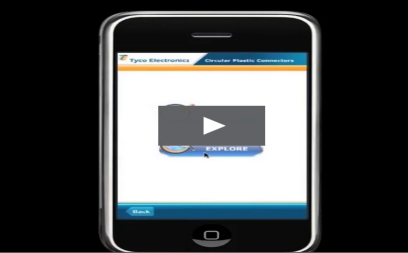 Tyco Electronics Circular Plastic Connectors
EXPLORE
Back